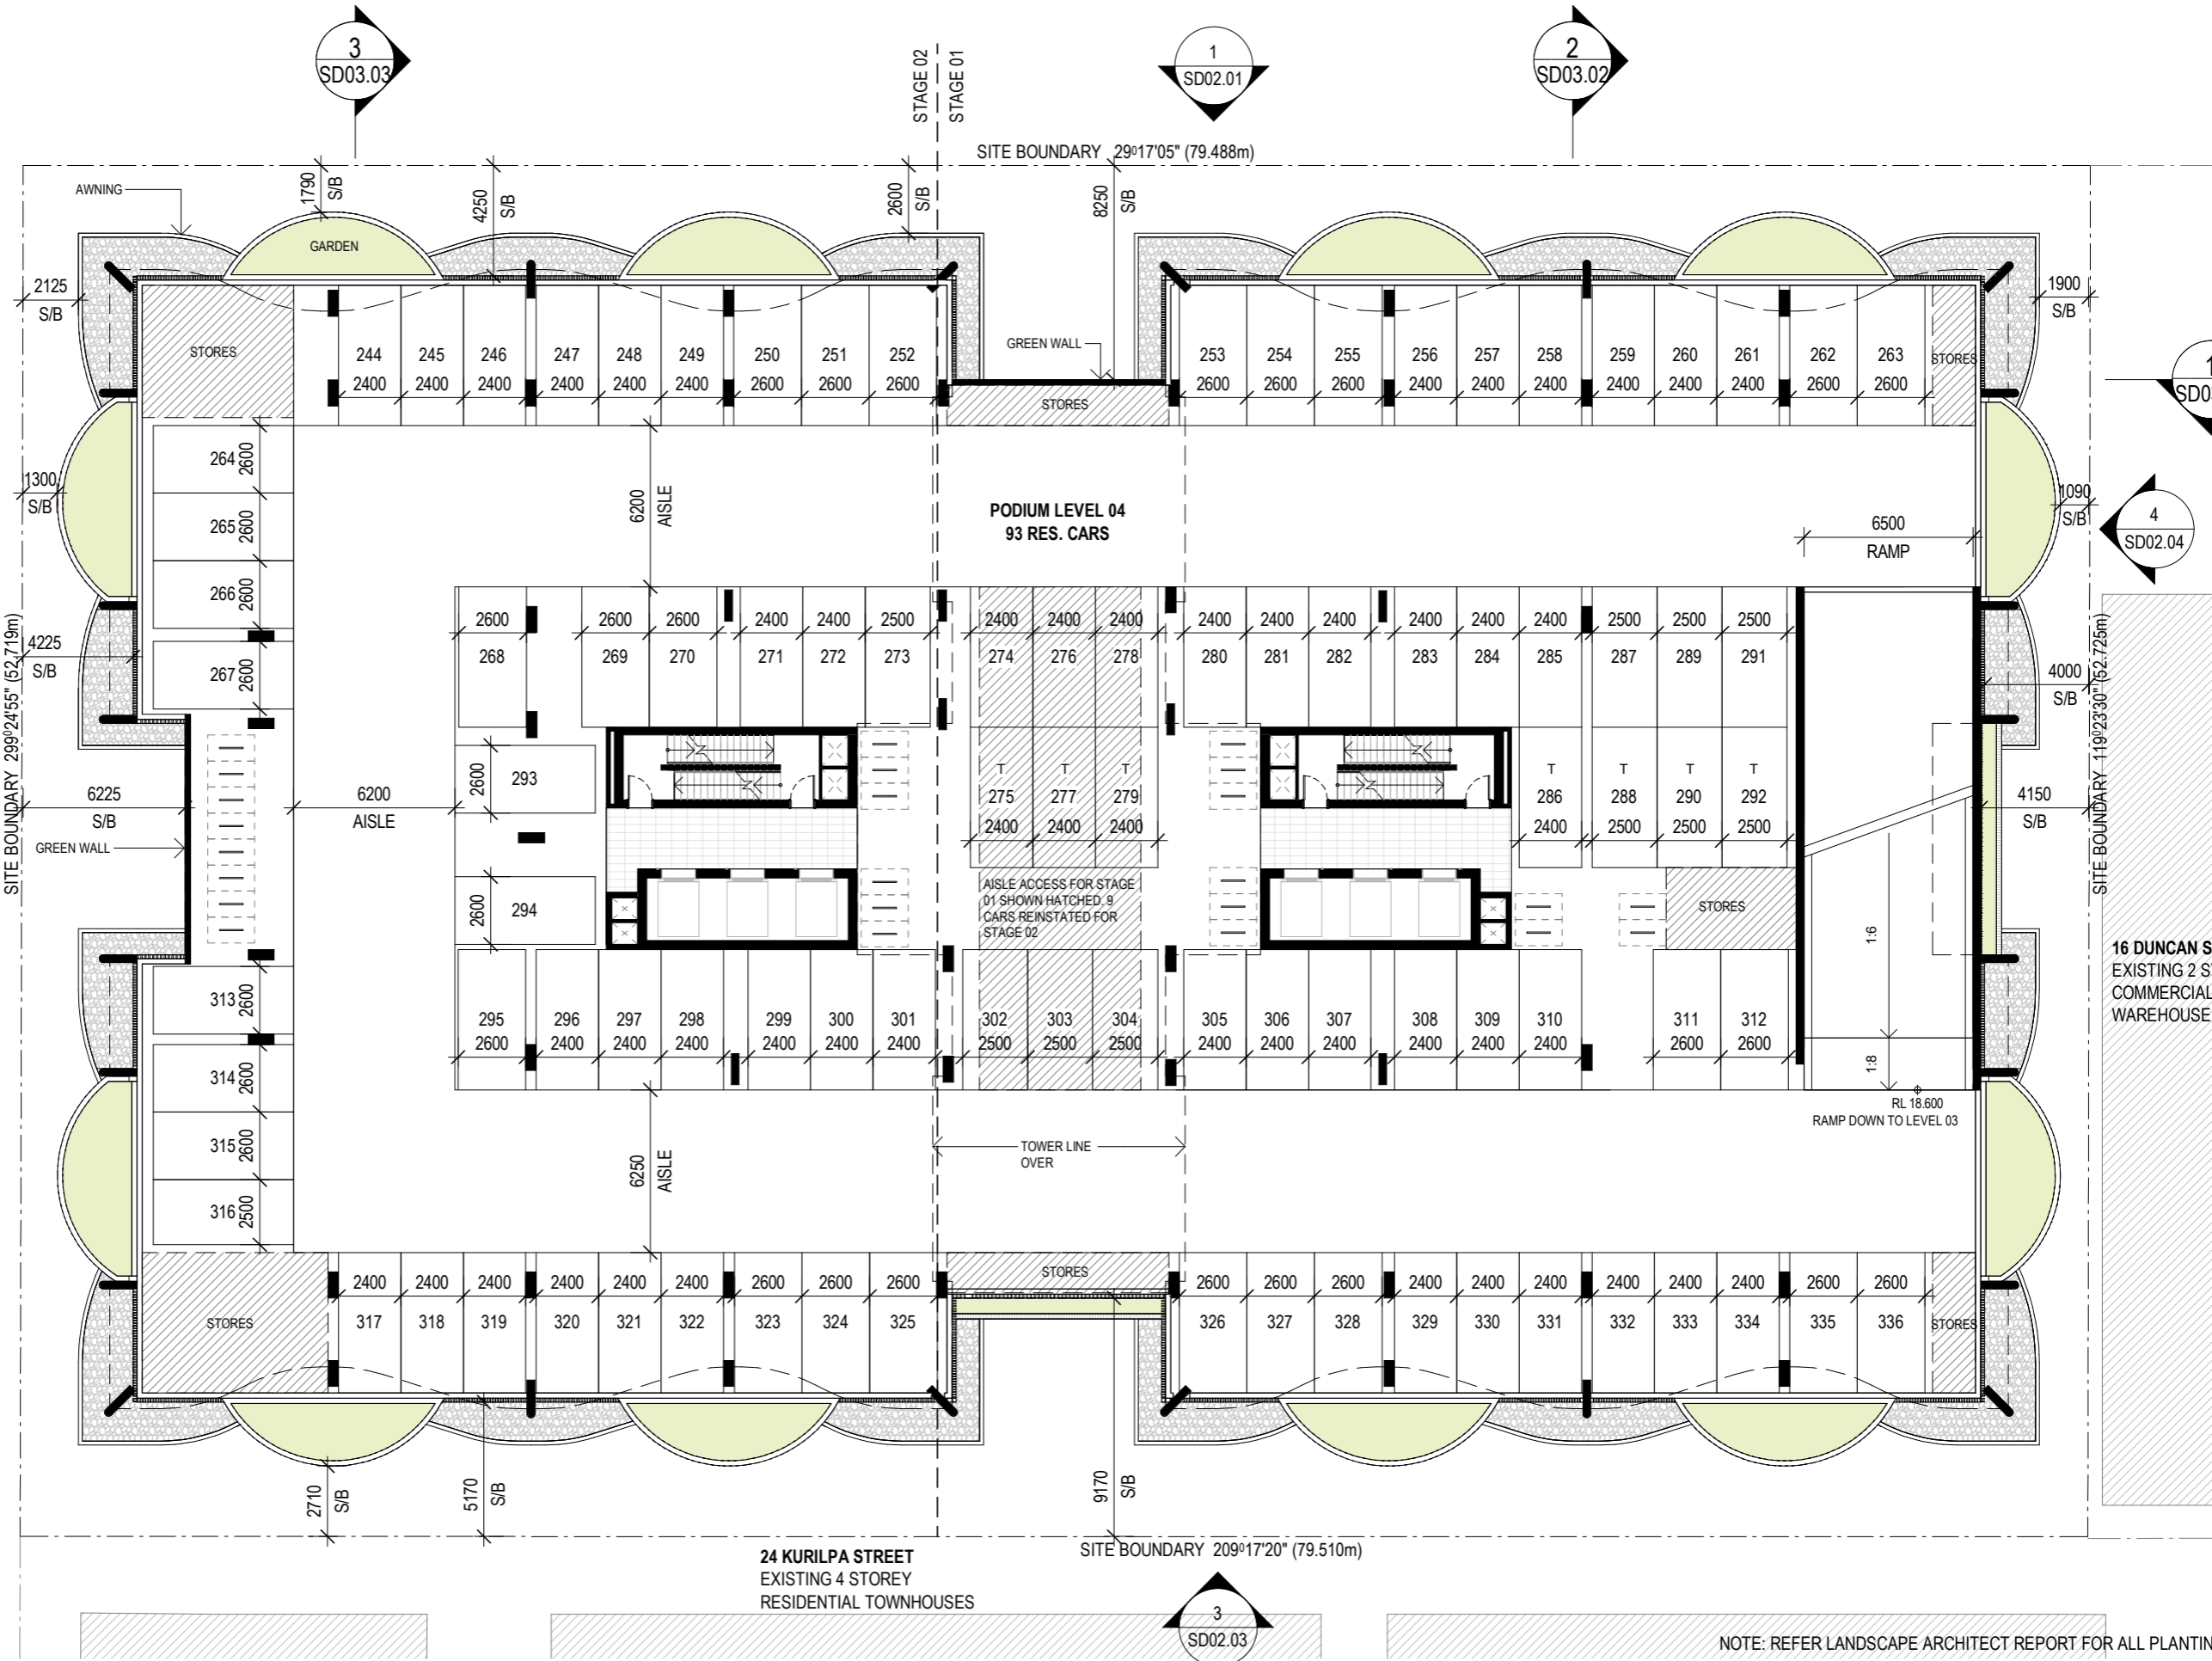 3
SD03.03
STAGE 02
STAGE 01
1
SD02.01
2
SD03.02
SITE BOUNDARY 29⁰17'05" (79.488m)
AWNING
1790
S/B
4250
S/B
2600
S/B
8250
S/B
GARDEN
2125
S/B
1900
S/B
STORES
GREEN WALL
244 245 246 247 248 249 250 251 252
2400 2400 2400 2400 2400 2400 2600 2600 2600
STORES
253 254 255 256 257 258 259 260 261 262 263
2600 2600 2600 2400 2400 2400 2400 2400 2400 2600 2600
STORES
264 2600
265 2600
266 2600
267 2600
1300
S/B
4225
S/B
SITE BOUNDARY 299⁰24'55" (52.719m)
6200
AISLE
PODIUM LEVEL 04
93 RES. CARS
6500
RAMP
1090
S/B
4
SD02.04
2600 2600 2600 2400 2400 2500 2400 2400 2400 2400 2400 2400 2400 2400 2400 2500 2500 2500
268 269 270 271 272 273 274 276 278 280 281 282 283 284 285 287 289 291
4000
S/B
SITE BOUNDARY 119⁰23'30" (52.725m)
6225
S/B
GREEN WALL
6200
AISLE
2600
293
2600
294
T T T
275 277 279
2400 2400 2400
T T T T
286 288 290 292
2400 2500 2500 2500
4150
S/B
AISLE ACCESS FOR STAGE
01 SHOWN HATCHED. 9
CARS REINSTATED FOR
STAGE 02
STORES
1:6
1:8
16 DUNCAN S
EXISTING 2 S
COMMERCIAL
WAREHOUSE
295 296 297 298 299 300 301 302 303 304 305 306 307 308 309 310 311 312
2600 2400 2400 2400 2400 2400 2400 2500 2500 2500 2400 2400 2400 2400 2400 2400 2600 2600
313 2600
314 2600
315 2600
316 2500
RL 18.600
RAMP DOWN TO LEVEL 03
6250
AISLE
TOWER LINE
OVER
STORES
2400 2400 2400 2400 2400 2400 2600 2600 2600
317 318 319 320 321 322 323 324 325
STORES
2600 2600 2600 2400 2400 2400 2400 2400 2400 2600 2600
326 327 328 329 330 331 332 333 334 335 336
STORES
2710
S/B
5170
S/B
9170
S/B
SITE BOUNDARY 209⁰17'20" (79.510m)
24 KURILPA STREET
EXISTING 4 STOREY
RESIDENTIAL TOWNHOUSES
3
SD02.03
NOTE: REFER LANDSCAPE ARCHITECT REPORT FOR ALL PLANTIN